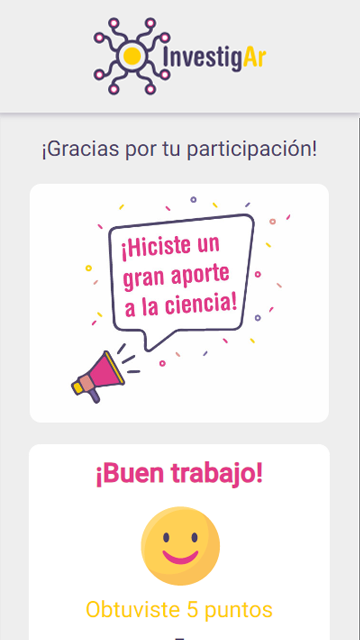 InvestigAr
¡Gracias por tu participación!
¡Hiciste un
gran aporte
a la ciencia!
¡Buen trabajo!
Obtuviste 5 puntos